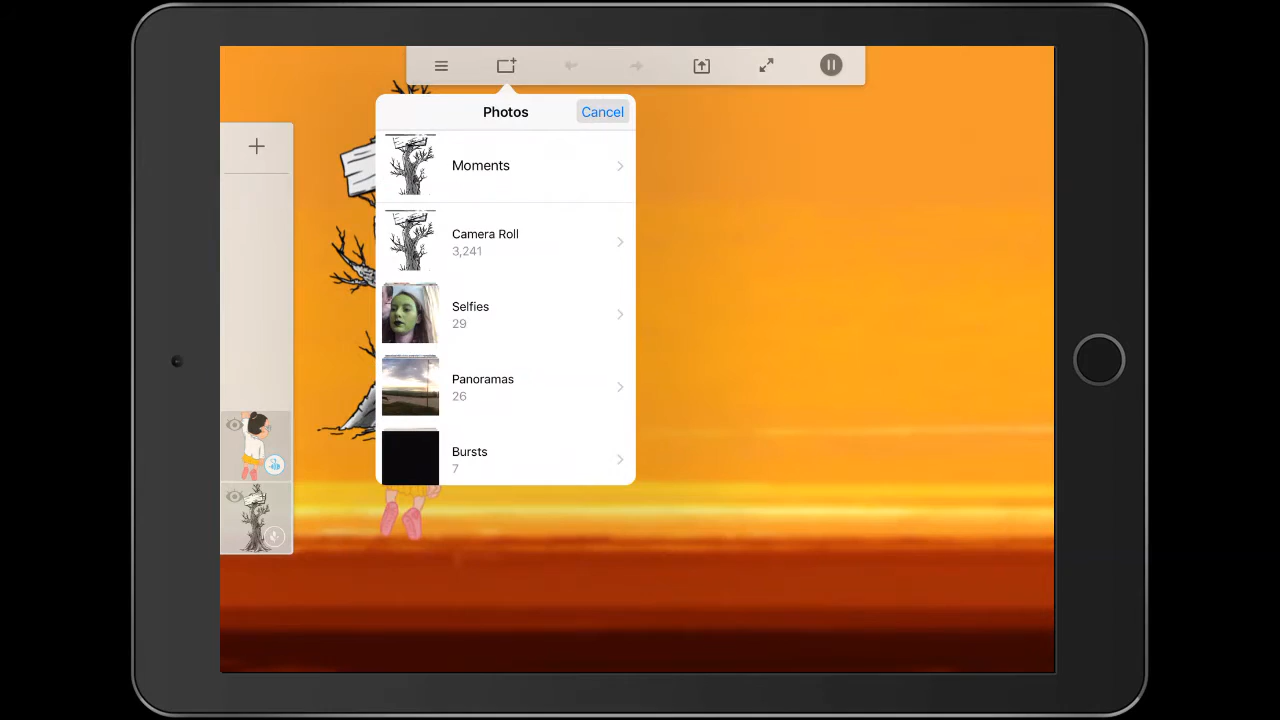 Photos
Cancel
Moments
Camera Roll
3,241
Selfies
29
Panoramas
26
Bursts
7